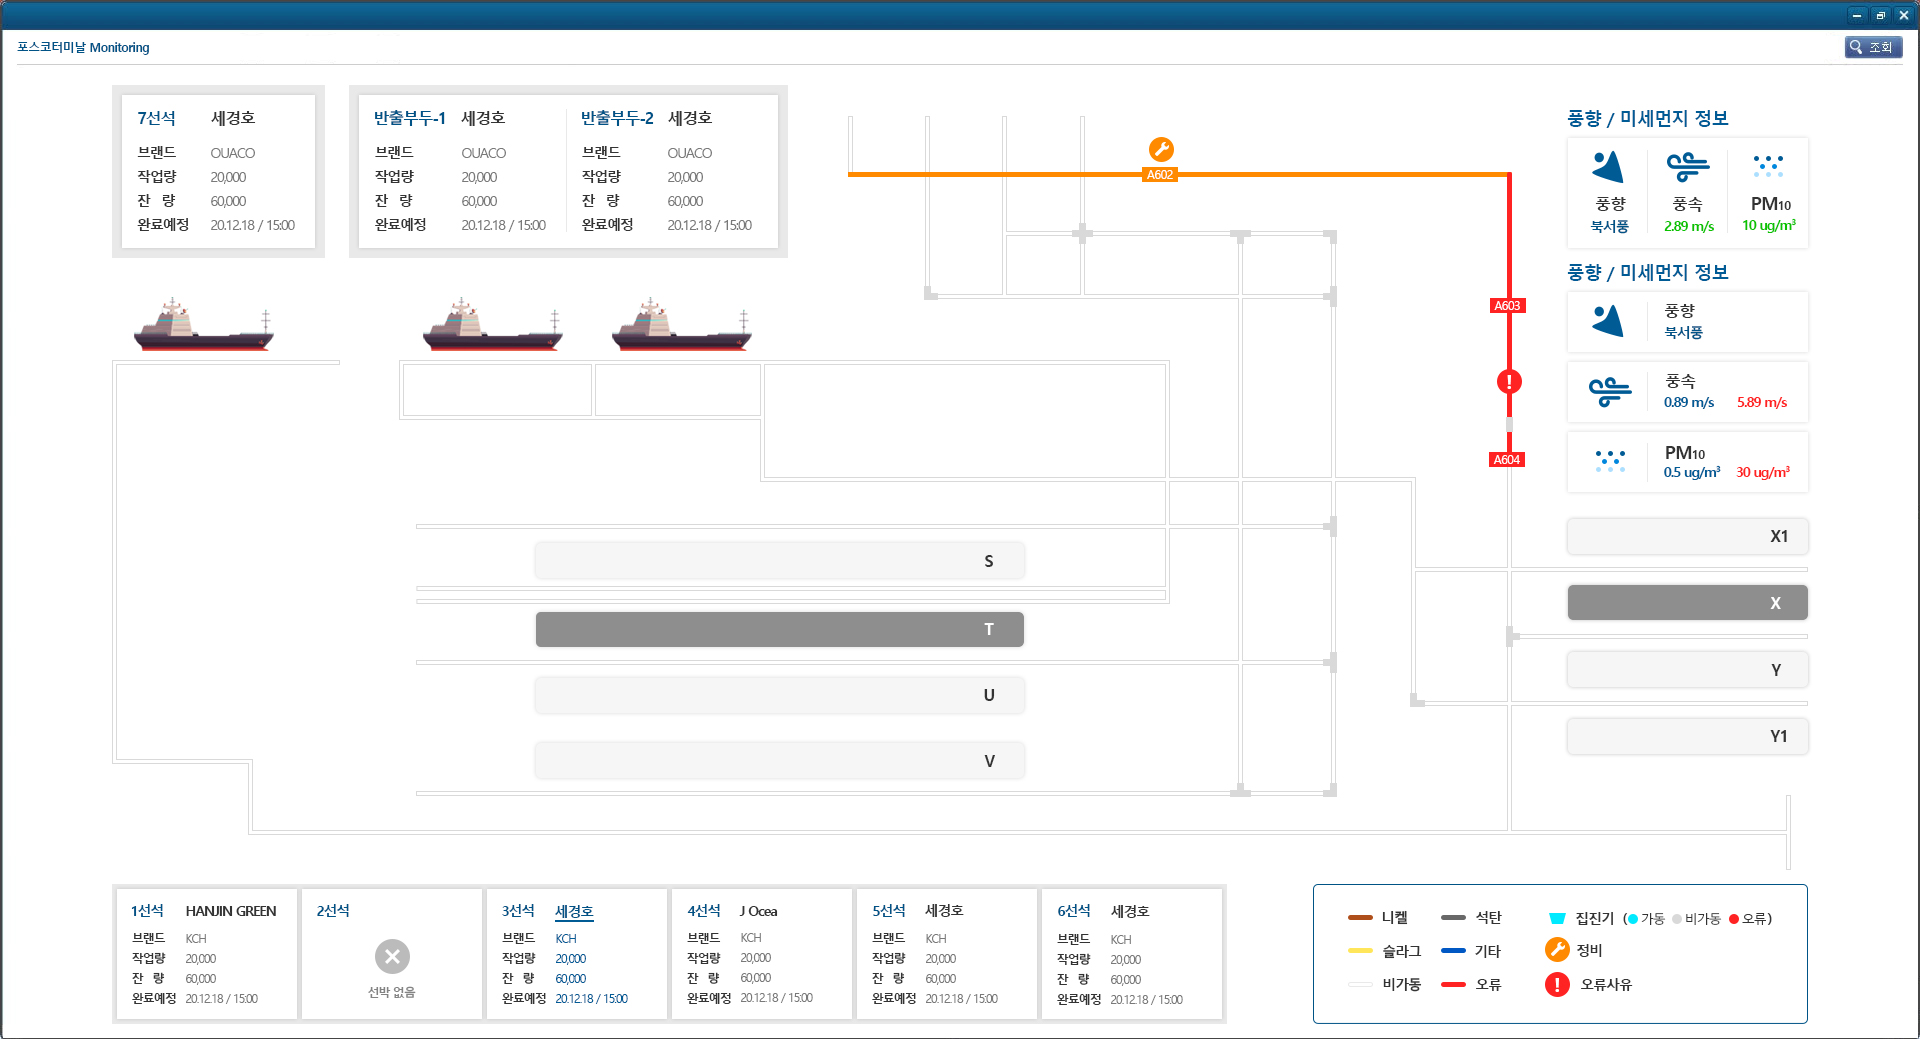 포스코터미날 Monitoring
조회
7선석 세경호
브랜드 OUACO
작업량 20,000
잔 량 60,000
완료예정 20.12.18 / 15:00
반출부두-1 세경호
브랜드 OUACO
작업량 20,000
잔 량 60,000
완료예정 20.12.18 / 15:00
반출부두-2 세경호
브랜드 OUACO
작업량 20,000
잔 량 60,000
완료예정 20.12.18 / 15:00
A602
A603
A604
풍향 / 미세먼지 정보
풍향
북서풍
풍속
2.89 m/s
PM10
10 ug/m³
풍향 / 미세먼지 정보
풍향
북서풍
풍속
0.89 m/s 5.89 m/s
PM10
0.5 ug/m³ 30 ug/m³
S
T
U
V
X1
X
Y
Y1
1선석 HANJIN GREEN
브랜드 KCH
작업량 20,000
잔 량 60,000
완료예정 20.12.18 / 15:00
2선석
선박 없음
3선석 세경호
브랜드 KCH
작업량 20,000
잔 량 60,000
완료예정 20.12.18 / 15:00
4선석 J Ocea
브랜드 KCH
작업량 20,000
잔 량 60,000
완료예정 20.12.18 / 15:00
5선석 세경호
브랜드 KCH
작업량 20,000
잔 량 60,000
완료예정 20.12.18 / 15:00
6선석 세경호
브랜드 KCH
작업량 20,000
잔 량 60,000
완료예정 20.12.18 / 15:00
니켈 석탄 집진기 (가동 비가동 오류)
슬라그 기타 정비
비가동 오류 오류사유